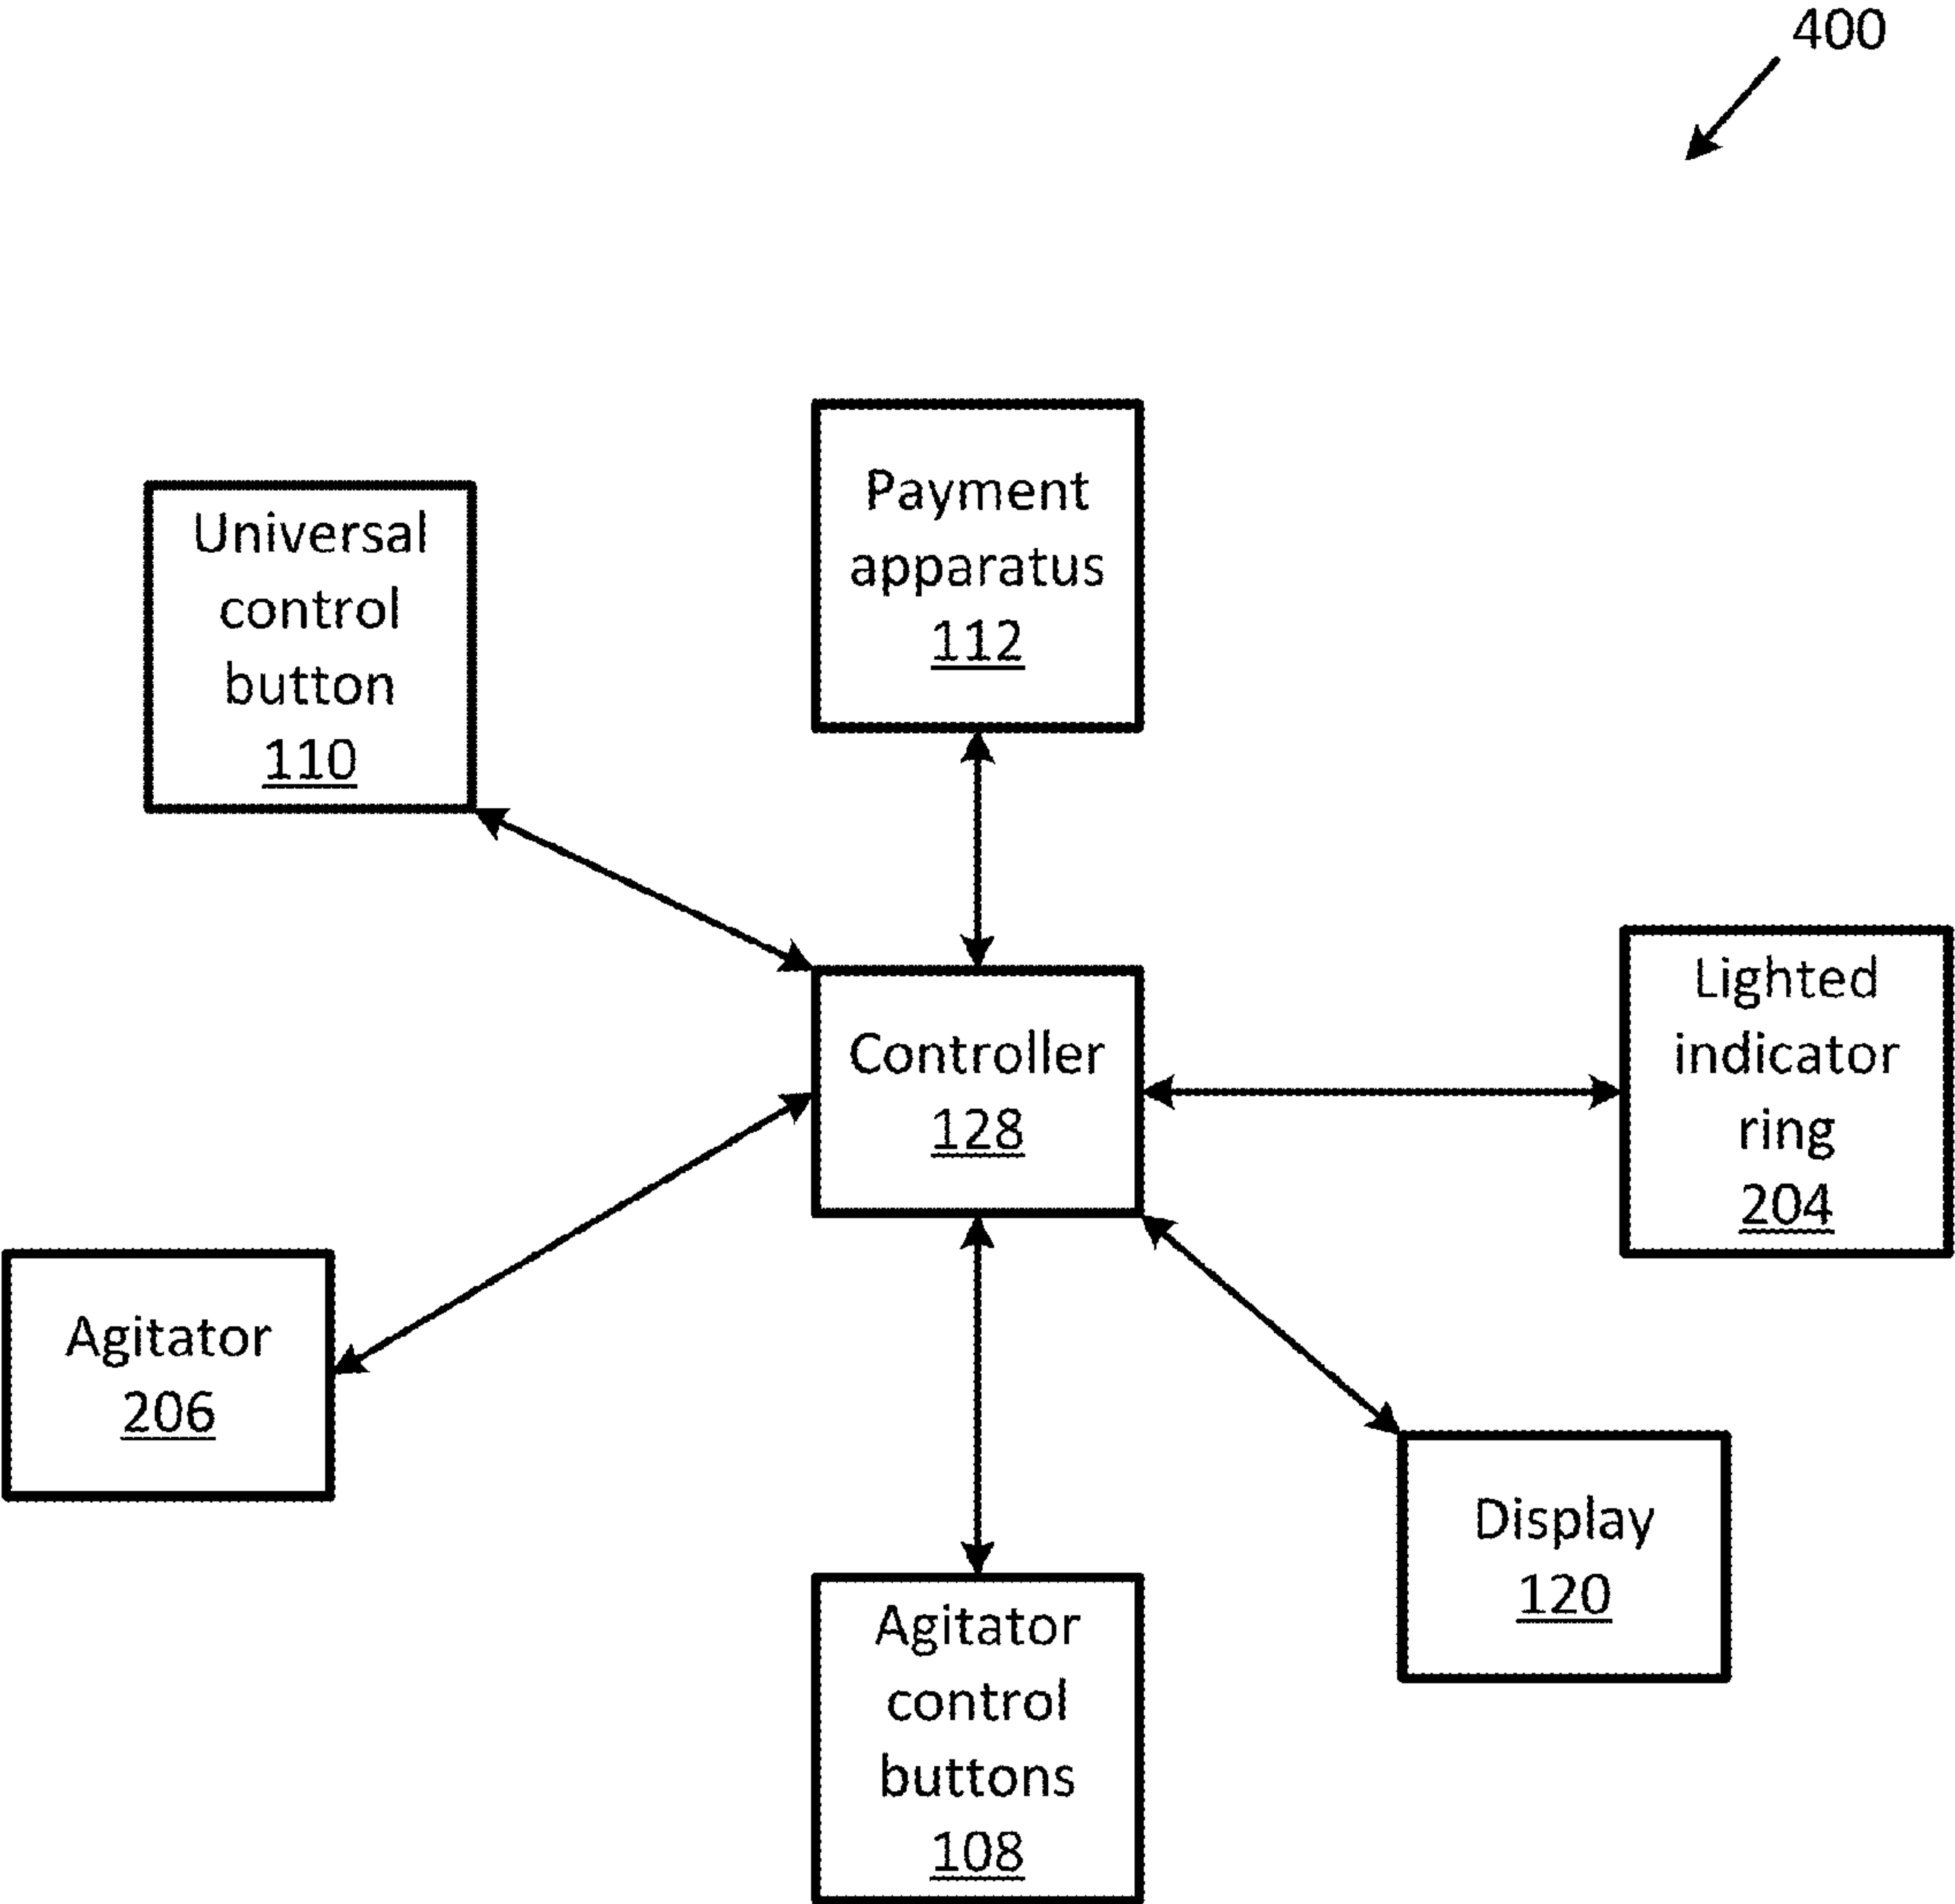 400
Payment
apparatus
112
Universal
control
button
110
Controller
128
Lighted
indicator
ring
204
Agitator
206
Display
120
Agitator
control
buttons
108